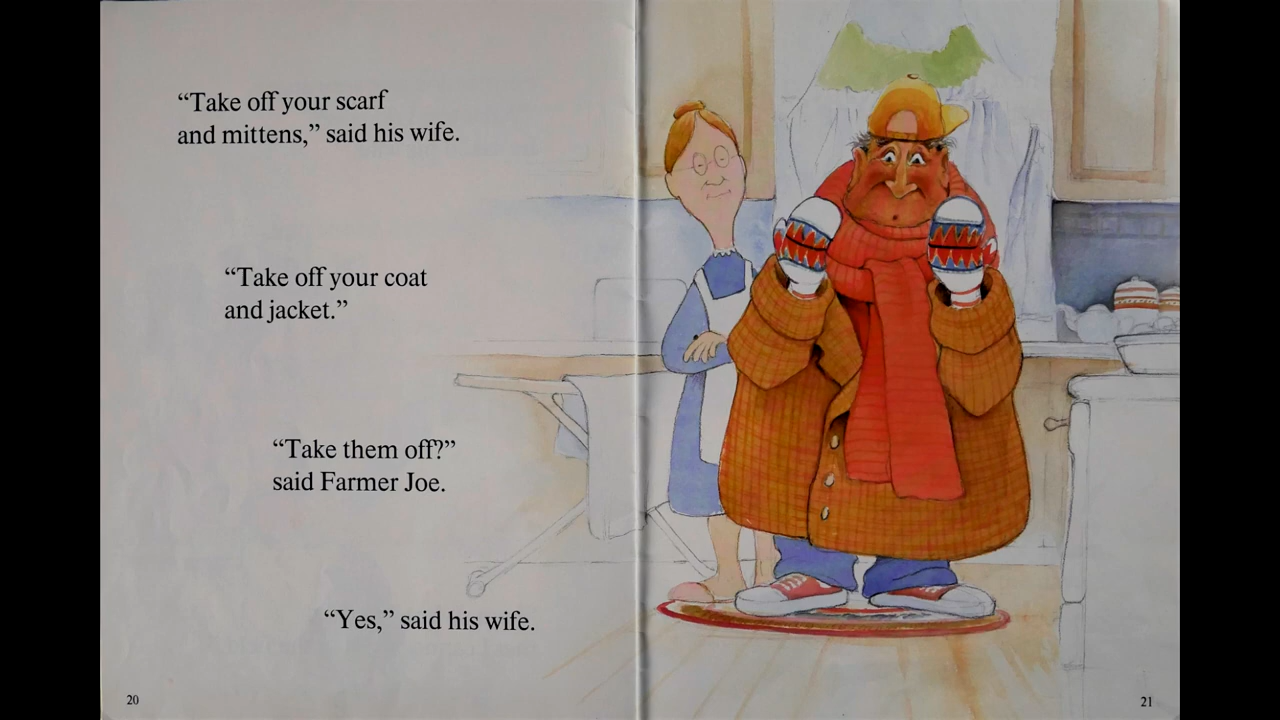 “Take off your scarf
and mittens,” said his wife.
“Take off your coat
and jacket.”
“Take them off?”
said Farmer Joe.
“Yes,” said his wife.
20
21